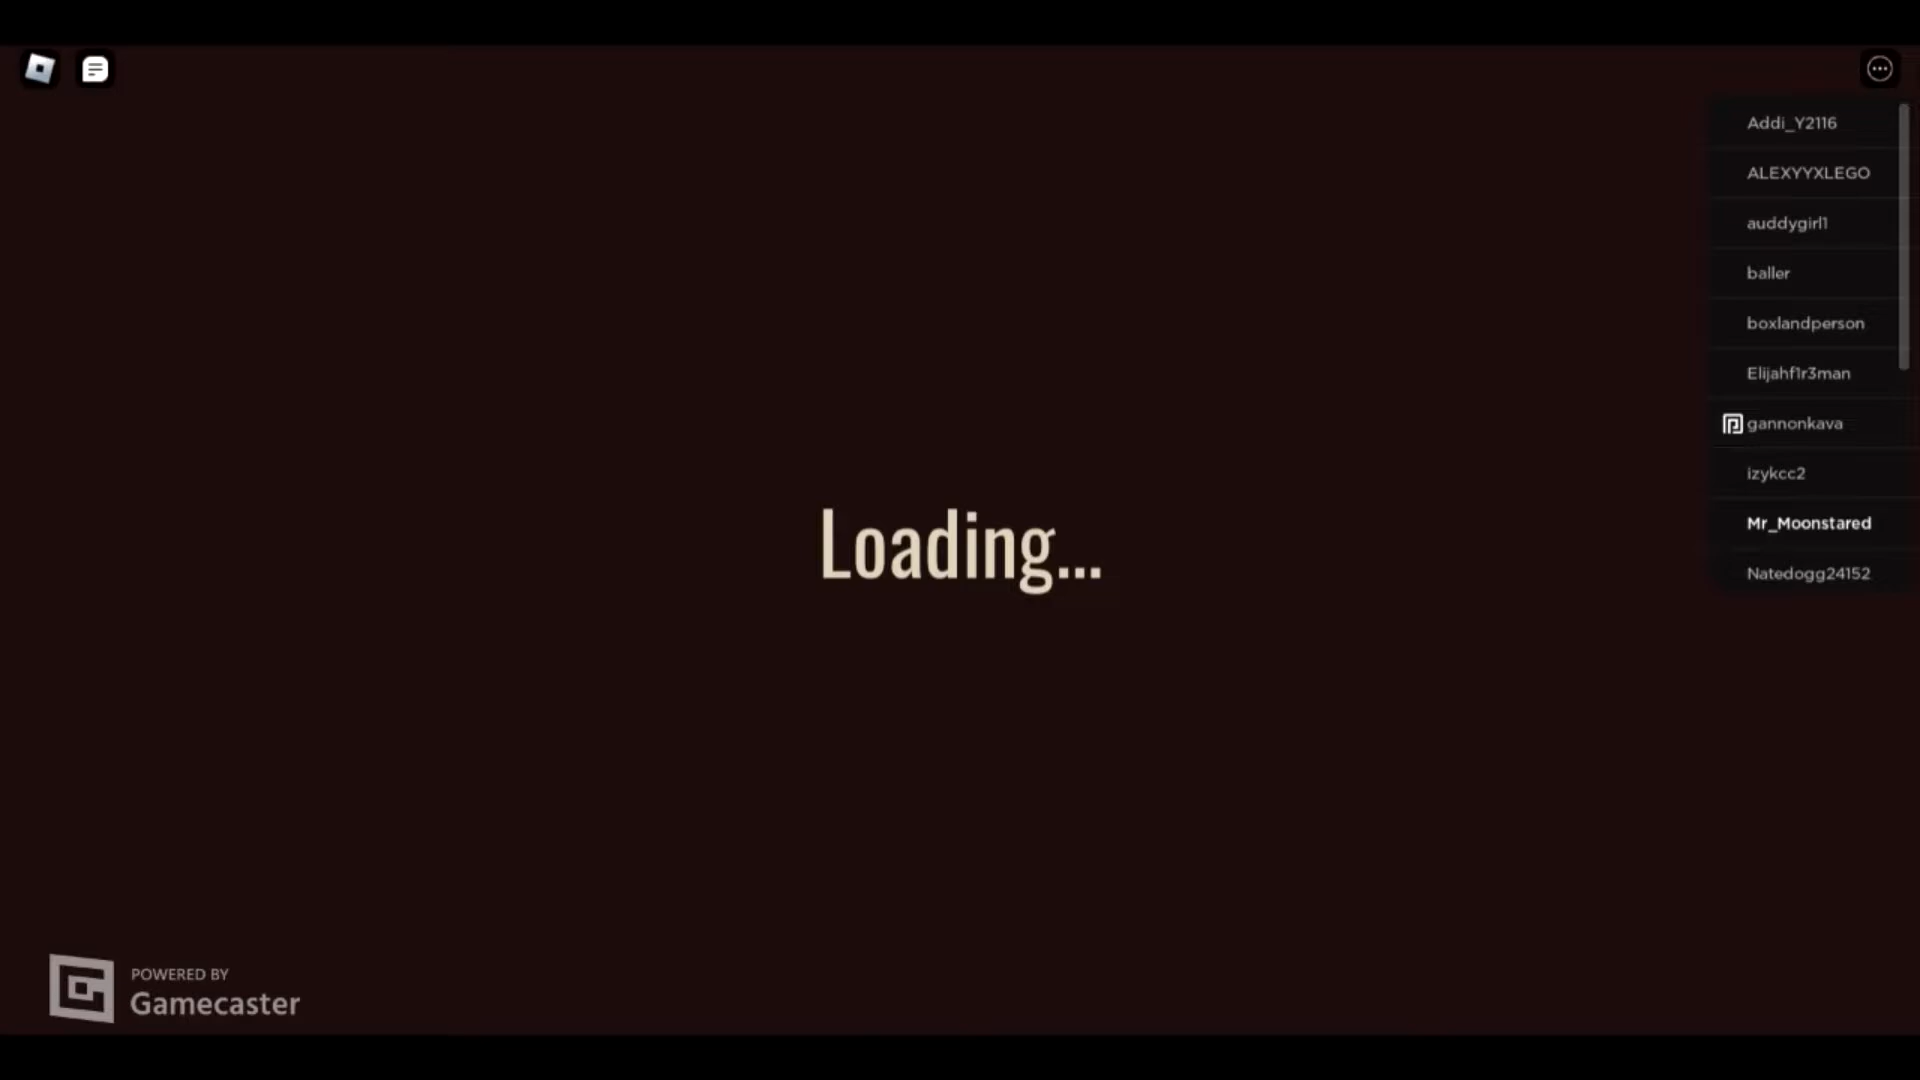 Addi_Y2116
ALEXYYXLEGO
auddygirl1
baller
boxlandperson
Elijahf1r3man
gannonkava
izykcc2
Mr_Moonstared
Natedogg24152
Loading...
POWERED BY
Gamecaster